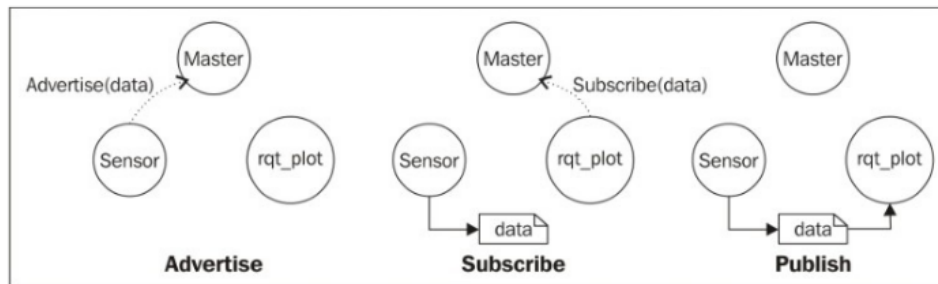 Master
Advertise(data)
Sensor
rqt_plot
Advertise
Master
Subscribe(data)
Sensor
rqt_plot
data
Subscribe
Master
Sensor
rqt_plot
data
Publish